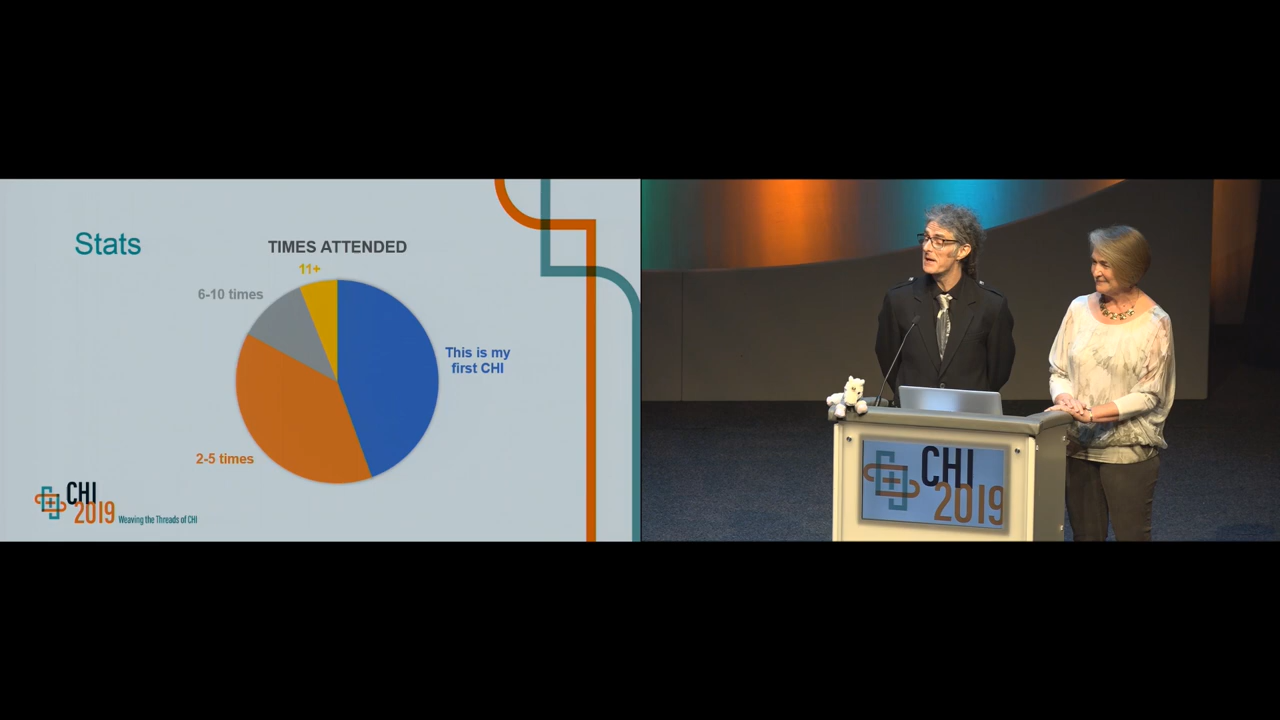 Stats
TIMES ATTENDED
11+
6-10 times
This is my
first CHI
2-5 times
CHI
2019
Weaving the Threads of CHI
CHI
2019